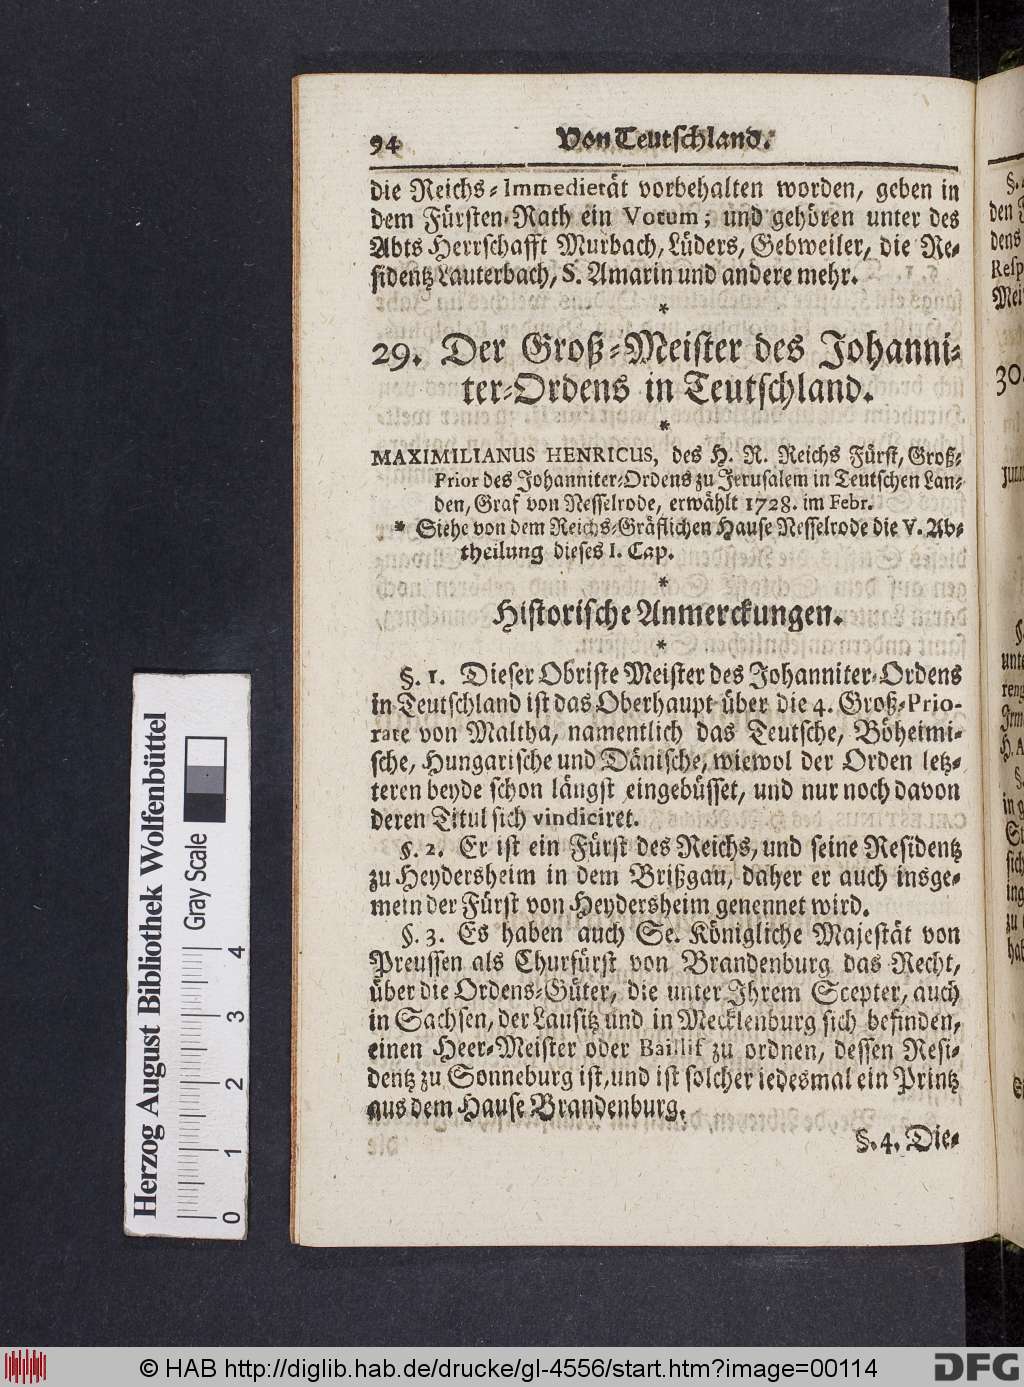 94 Von Teutschland.
die Reichs-Immedietät vorbehalten worden, geben in
dem Fürsten-Rath ein Votum; und gehören unter des
Abts Herrschafft Murbach, Lüders, Gebweiler, die Re-
sidentz Lauterbach, S. Amarin und andere mehr.
*
29. Der Groß-Meister des Johanni-
ter-Ordens in Teutschland.
*
MAXIMILIANUS HENRICUS, des H. R. Reichs Fürst, Groß-
Prior des Johanniter-Ordens zu Jerusalem in Teutschen Lan-
den, Graf von Nesselrode, erwählt 1728. im Febr.
* Siehe von dem Reichs-Gräflichen Hause Nesselrode die V. Ab-
theilung dieses I. Cap.
*
Historische Anmerckungen.
*
§. 1. Dieser Obriste Meister des Johanniter-Ordens
in Teutschland ist das Oberhaupt über die 4. Groß-Prio-
rate von Maltha, namentlich das Teutsche, Böheimi-
sche, Hungarische und Dänische, wiewol der Orden letz-
teren beyde schon längst eingebüsset, und nur noch davon
deren Titul sich vindiciret.
§. 2. Er ist ein Fürst des Reichs, und seine Residentz
zu Heydersheim in dem Brißgau, daher er auch insge-
mein der Fürst von Heydersheim genennet wird.
§. 3. Es haben auch Se. Königliche Majestät von
Preussen als Churfürst von Brandenburg das Recht,
über die Ordens-Güter, die unter Ihrem Scepter, auch
in Sachsen, der Lausitz und in Mecklenburg sich befinden,
einen Heer-Meister oder Baillif zu ordnen, dessen Resi-
dentz zu Sonneburg ist, und ist solcher iedesmal ein Printz
aus dem Hause Brandenburg.
§. 4. Die-
30.
Herzog August Bibliothek Wolfenbüttel
Gray Scale
0 1 2 3 4
© HAB http://diglib.hab.de/drucke/gl-4556/start.htm?image=00114
DFG